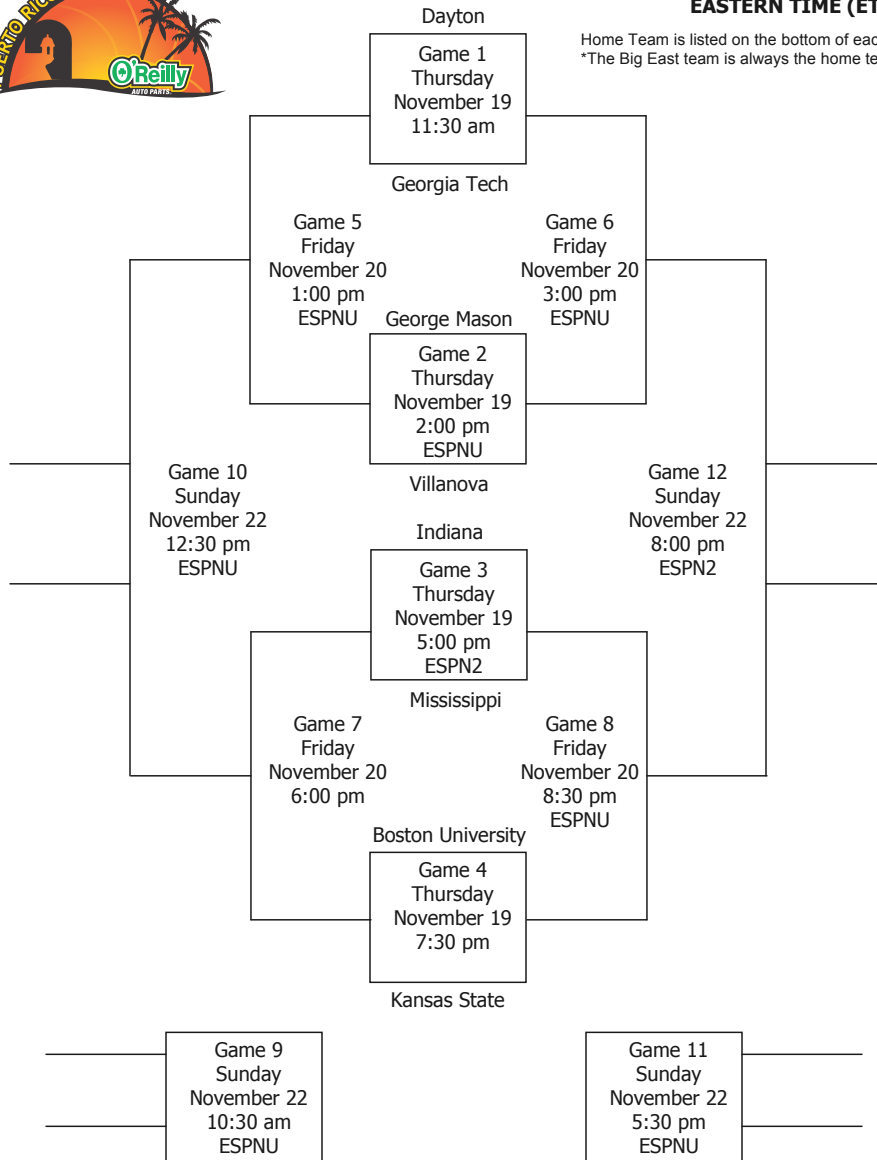 PUERTO RICO
O'Reilly
AUTO PARTS
EASTERN TIME (ET
Home Team is listed on the bottom of eac
*The Big East team is always the home te
Dayton
Game 1
Thursday
November 19
11:30 am
Georgia Tech
Game 5
Friday
November 20
1:00 pm
ESPNU
Game 6
Friday
November 20
3:00 pm
ESPNU
George Mason
Game 2
Thursday
November 19
2:00 pm
ESPNU
Villanova
Game 10
Sunday
November 22
12:30 pm
ESPNU
Game 12
Sunday
November 22
8:00 pm
ESPN2
Indiana
Game 3
Thursday
November 19
5:00 pm
ESPN2
Mississippi
Game 7
Friday
November 20
6:00 pm
Game 8
Friday
November 20
8:30 pm
ESPNU
Boston University
Game 4
Thursday
November 19
7:30 pm
Kansas State
Game 9
Sunday
November 22
10:30 am
ESPNU
Game 11
Sunday
November 22
5:30 pm
ESPNU